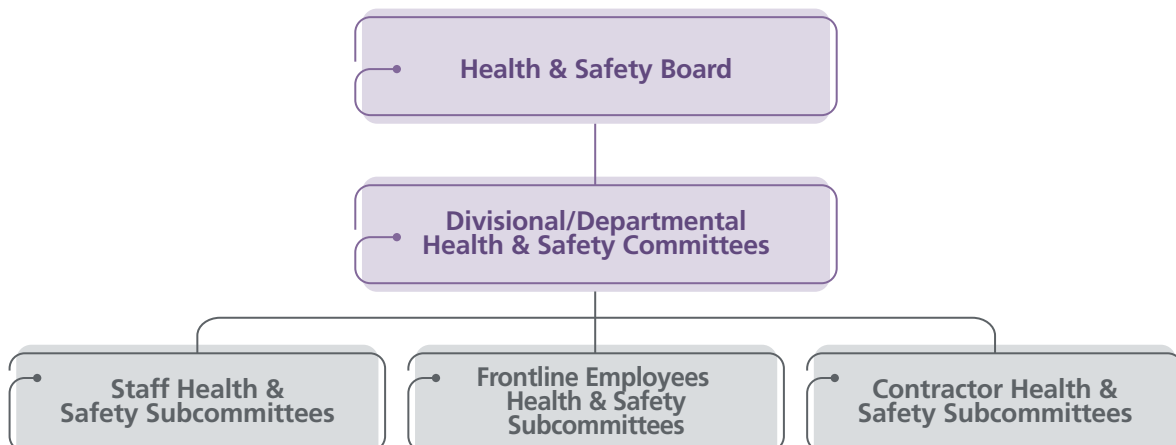 Health & Safety Board
Divisional/Departmental
Health & Safety Committees
Staff Health &
Safety Subcommittees
Frontline Employees
Health & Safety
Subcommittees
Contractor Health &
Safety Subcommittees